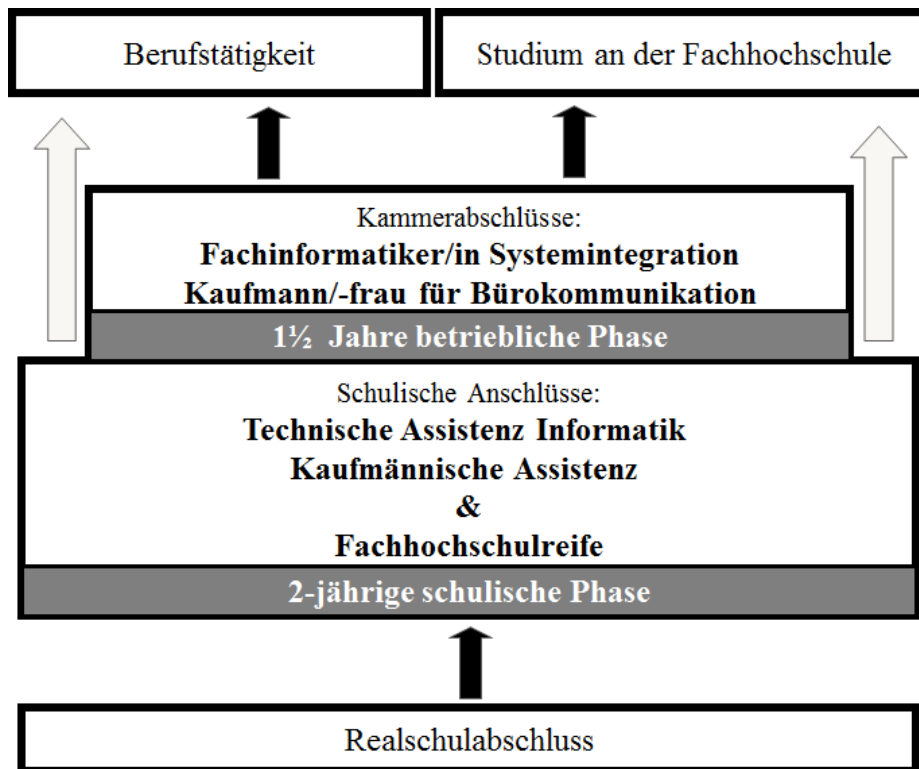 Berufstätigkeit
Studium an der Fachhochschule
Kammerabschlüsse:
Fachinformatiker/in Systemintegration
Kaufmann/-frau für Bürokommunikation
1½ Jahre betriebliche Phase
Schulische Anschlüsse:
Technische Assistenz Informatik
Kaufmännische Assistenz
&
Fachhochschulreife
2-jährige schulische Phase
Realschulabschluss